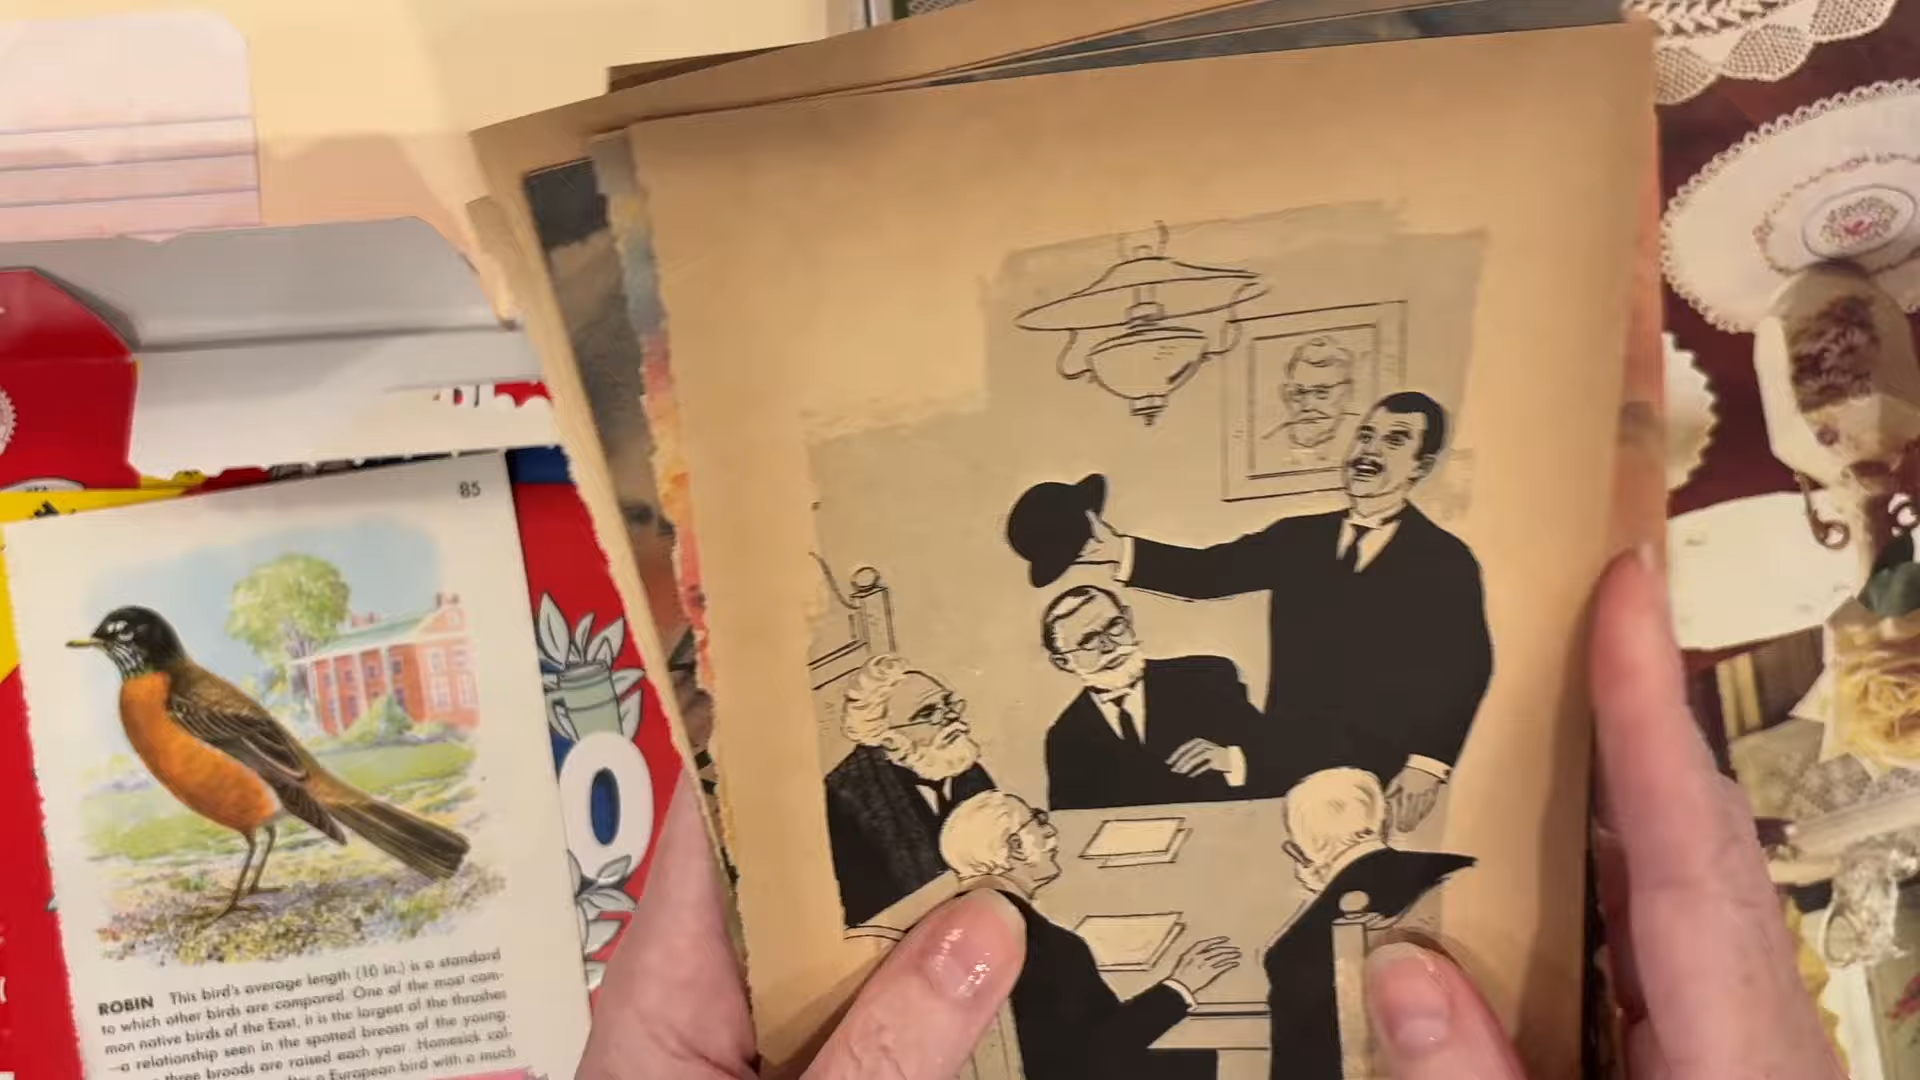 85
ROBIN This bird's average length (10 in.) is a standard
to which other birds are compared. One of the most com-
mon native birds of the East, it is the largest of the thrushes
—a relationship seen in the spotted breasts of the young.
three broods are raised each year. Homesick col-
a European bird with a much